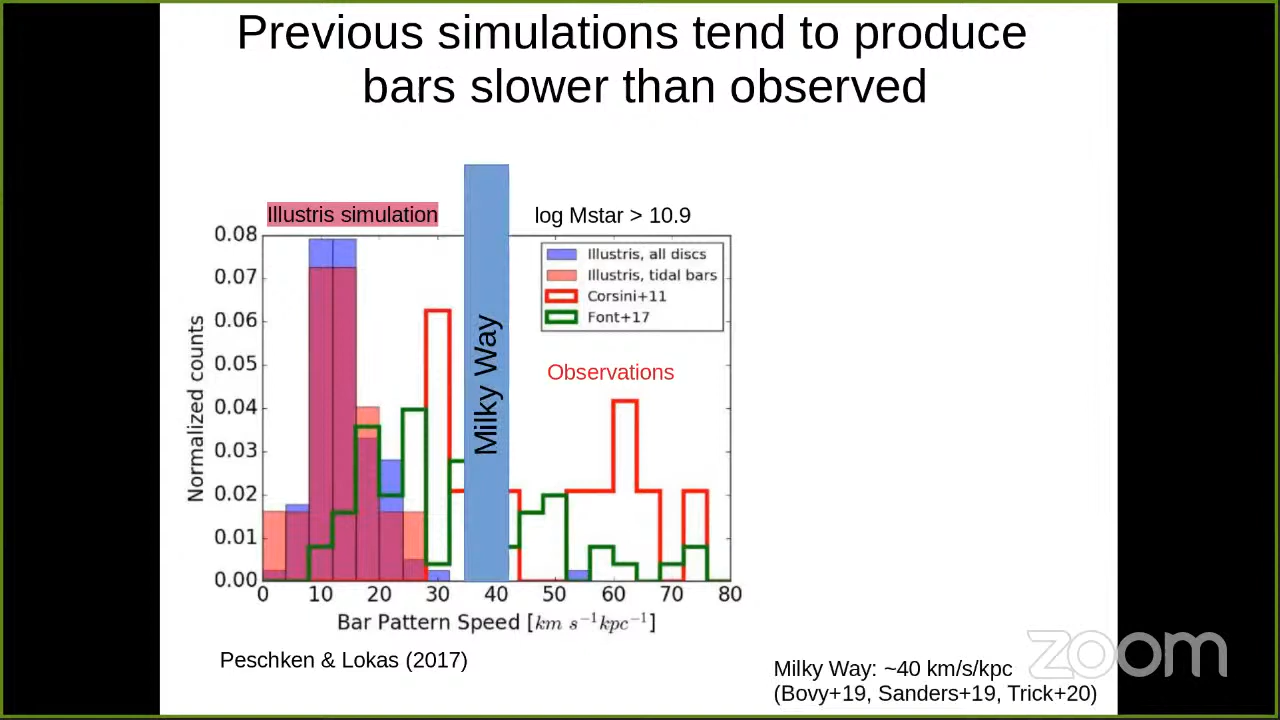 Previous simulations tend to produce
bars slower than observed
Illustris simulation
log Mstar > 10.9
0.08
0.07
0.06
0.05
0.04
0.03
0.02
0.01
0.00
Normalized counts
Illustris, all discs
Illustris, tidal bars
Corsini+11
Font+17
Observations
Milky Way
0 10 20 30 40 50 60 70 80
Bar Pattern Speed [km s⁻¹kpc⁻¹]
Peschken & Lokas (2017)
Milky Way: ~40 km/s/kpc
(Bovy+19, Sanders+19, Trick+20)
zoom